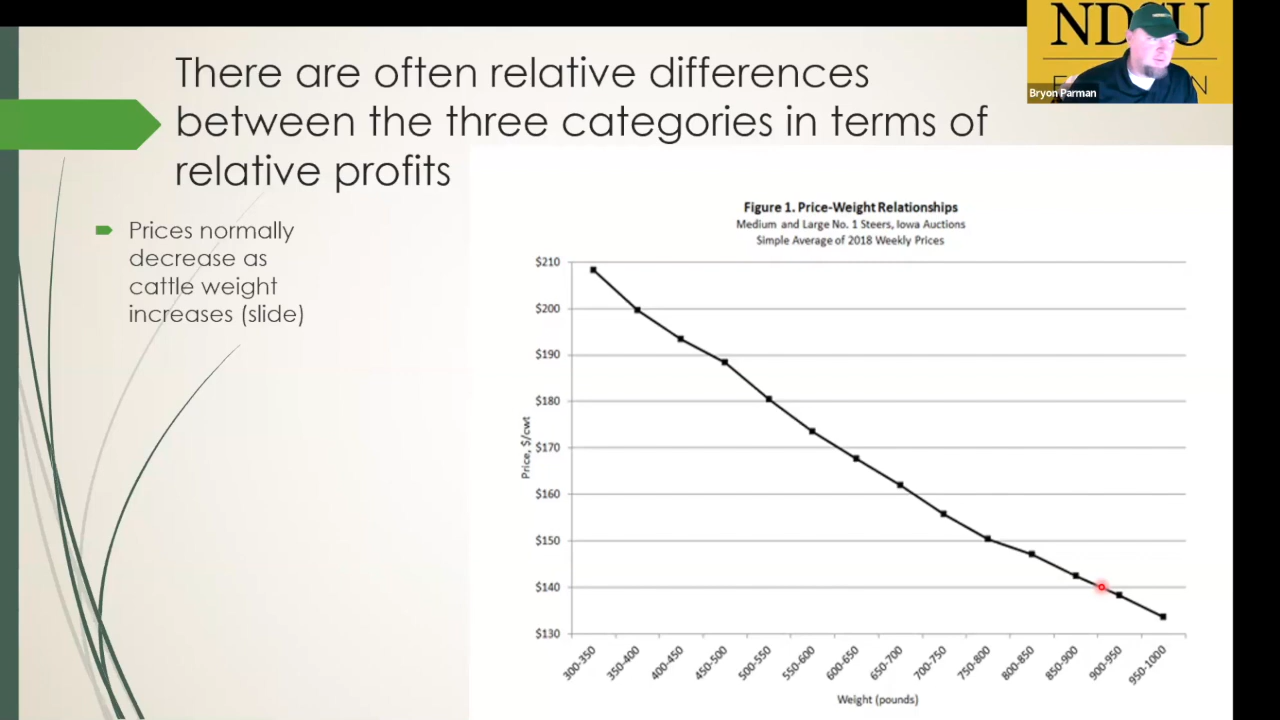 There are often relative differences
between the three categories in terms of
relative profits
NDSU
Bryon Parman
Prices normally
decrease as
cattle weight
increases (slide)
Figure 1. Price-Weight Relationships
Medium and Large No. 1 Steers, Iowa Auctions
Simple Average of 2018 Weekly Prices
Price, $/cwt
$210
$200
$190
$180
$170
$160
$150
$140
$130
300-350
350-400
400-450
450-500
500-550
550-600
600-650
650-700
700-750
750-800
800-850
850-900
900-950
950-1000
Weight (pounds)